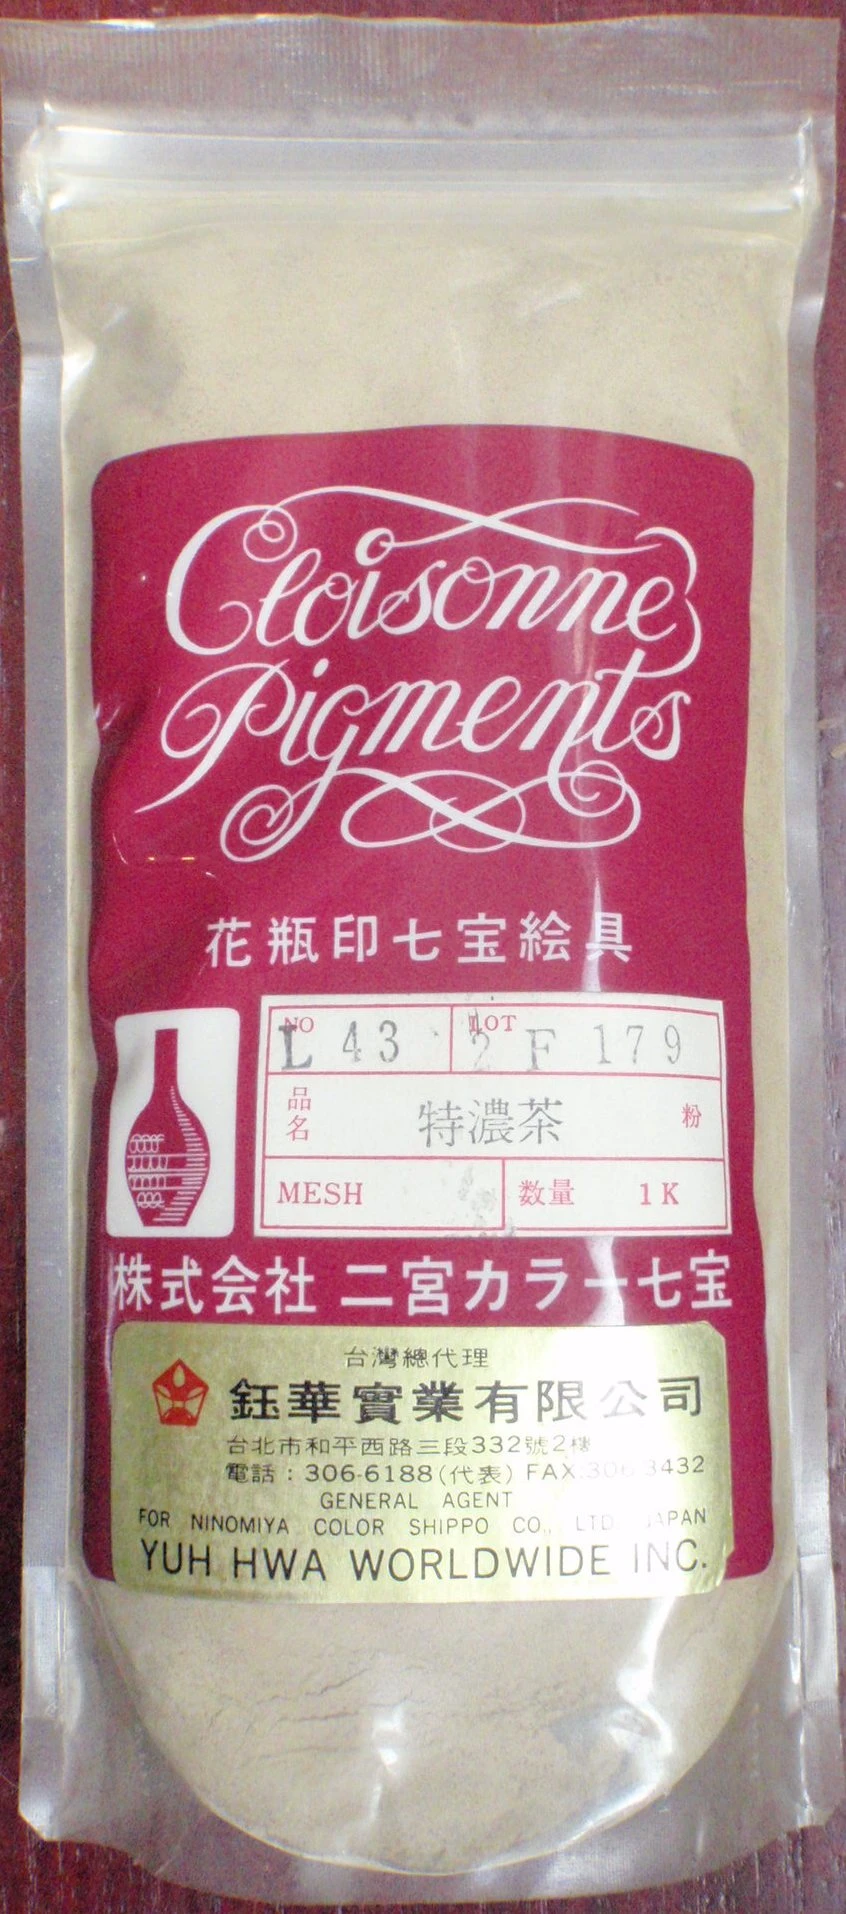 Cloisonne
Pigments
花瓶印七宝絵具
NO L 43 LOT 2 F 179
品名 特濃茶 粉
MESH 数量 1K
株式会社 二宮カラー七宝
台灣總代理
鈺華實業有限公司
台北市和平西路三段332號2樓
電話：306-6188(代表) FAX:306-3432
GENERAL AGENT
FOR NINOMIYA COLOR SHIPPO CO., LTD. JAPAN
YUH HWA WORLDWIDE INC.